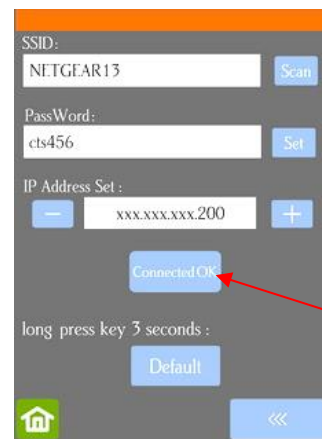 SSID:
NETGEAR13 Scan
PassWord:
cts456 Set
IP Address Set :
— xxx.xxx.xxx.200 +
Connected OK
long press key 3 seconds :
Default
<<<